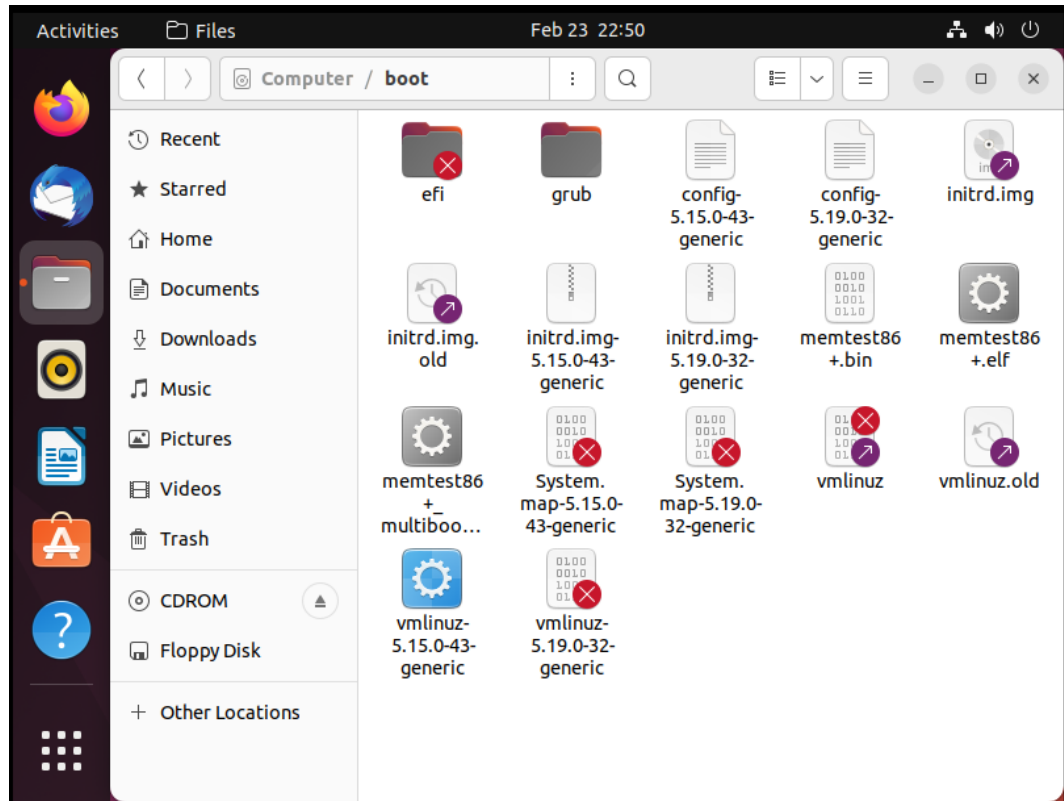 Activities
Files
Feb 23 22:50
Computer / boot
Recent
Starred
Home
Documents
Downloads
Music
Pictures
Videos
Trash
CDROM
Floppy Disk
+ Other Locations
efi
grub
config-
5.15.0-43-
generic
config-
5.19.0-32-
generic
initrd.img
initrd.img.
old
initrd.img-
5.15.0-43-
generic
initrd.img-
5.19.0-32-
generic
memtest86
+.bin
memtest86
+.elf
memtest86
+_
multiboo...
System.
map-5.15.0-
43-generic
System.
map-5.19.0-
32-generic
vmlinuz
vmlinuz.old
vmlinuz-
5.15.0-43-
generic
vmlinuz-
5.19.0-32-
generic